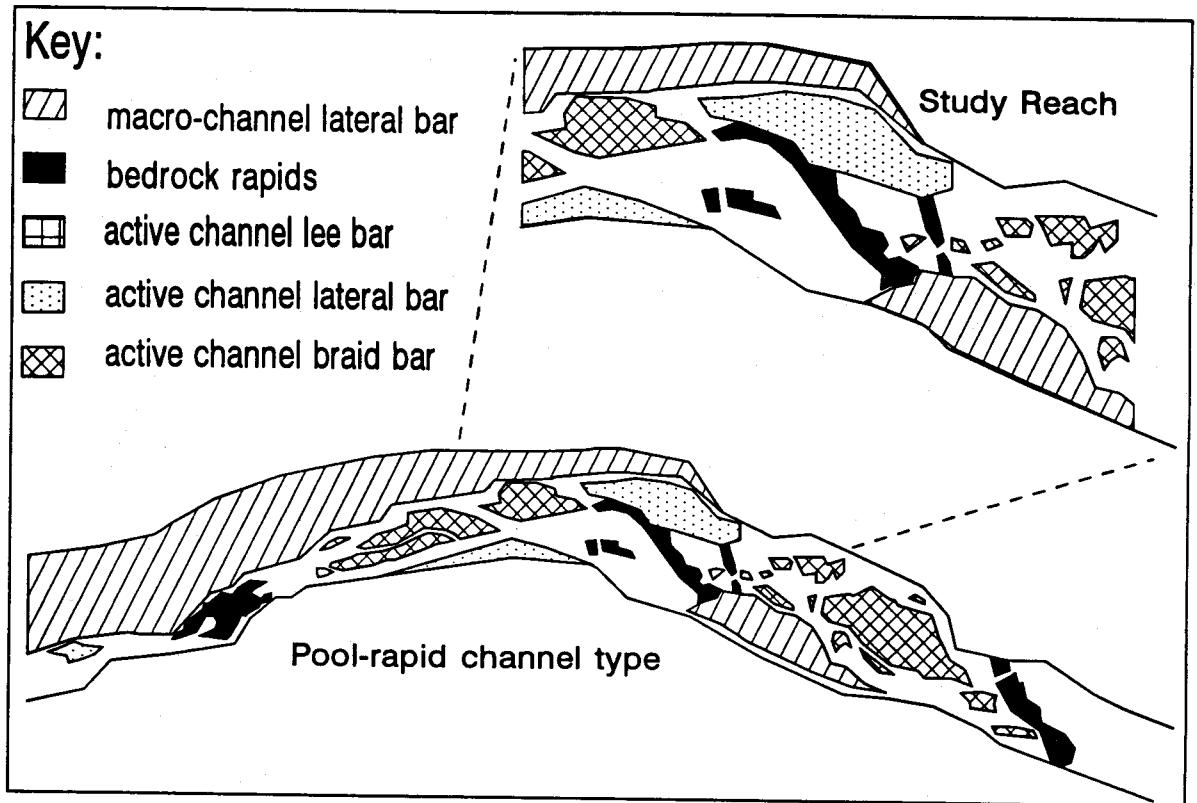 Key:
macro-channel lateral bar
bedrock rapids
active channel lee bar
active channel lateral bar
active channel braid bar
Study Reach
Pool-rapid channel type